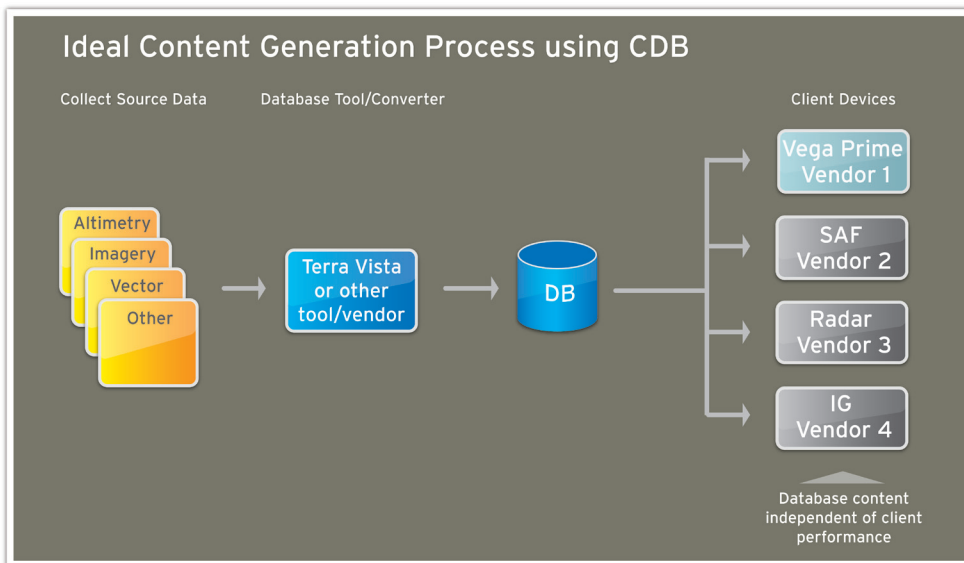 Ideal Content Generation Process using CDB
Collect Source Data
Database Tool/Converter
Client Devices
Altimetry
Imagery
Vector
Other
Terra Vista
or other
tool/vendor
DB
Vega Prime
Vendor 1
SAF
Vendor 2
Radar
Vendor 3
IG
Vendor 4
Database content
independent of client
performance